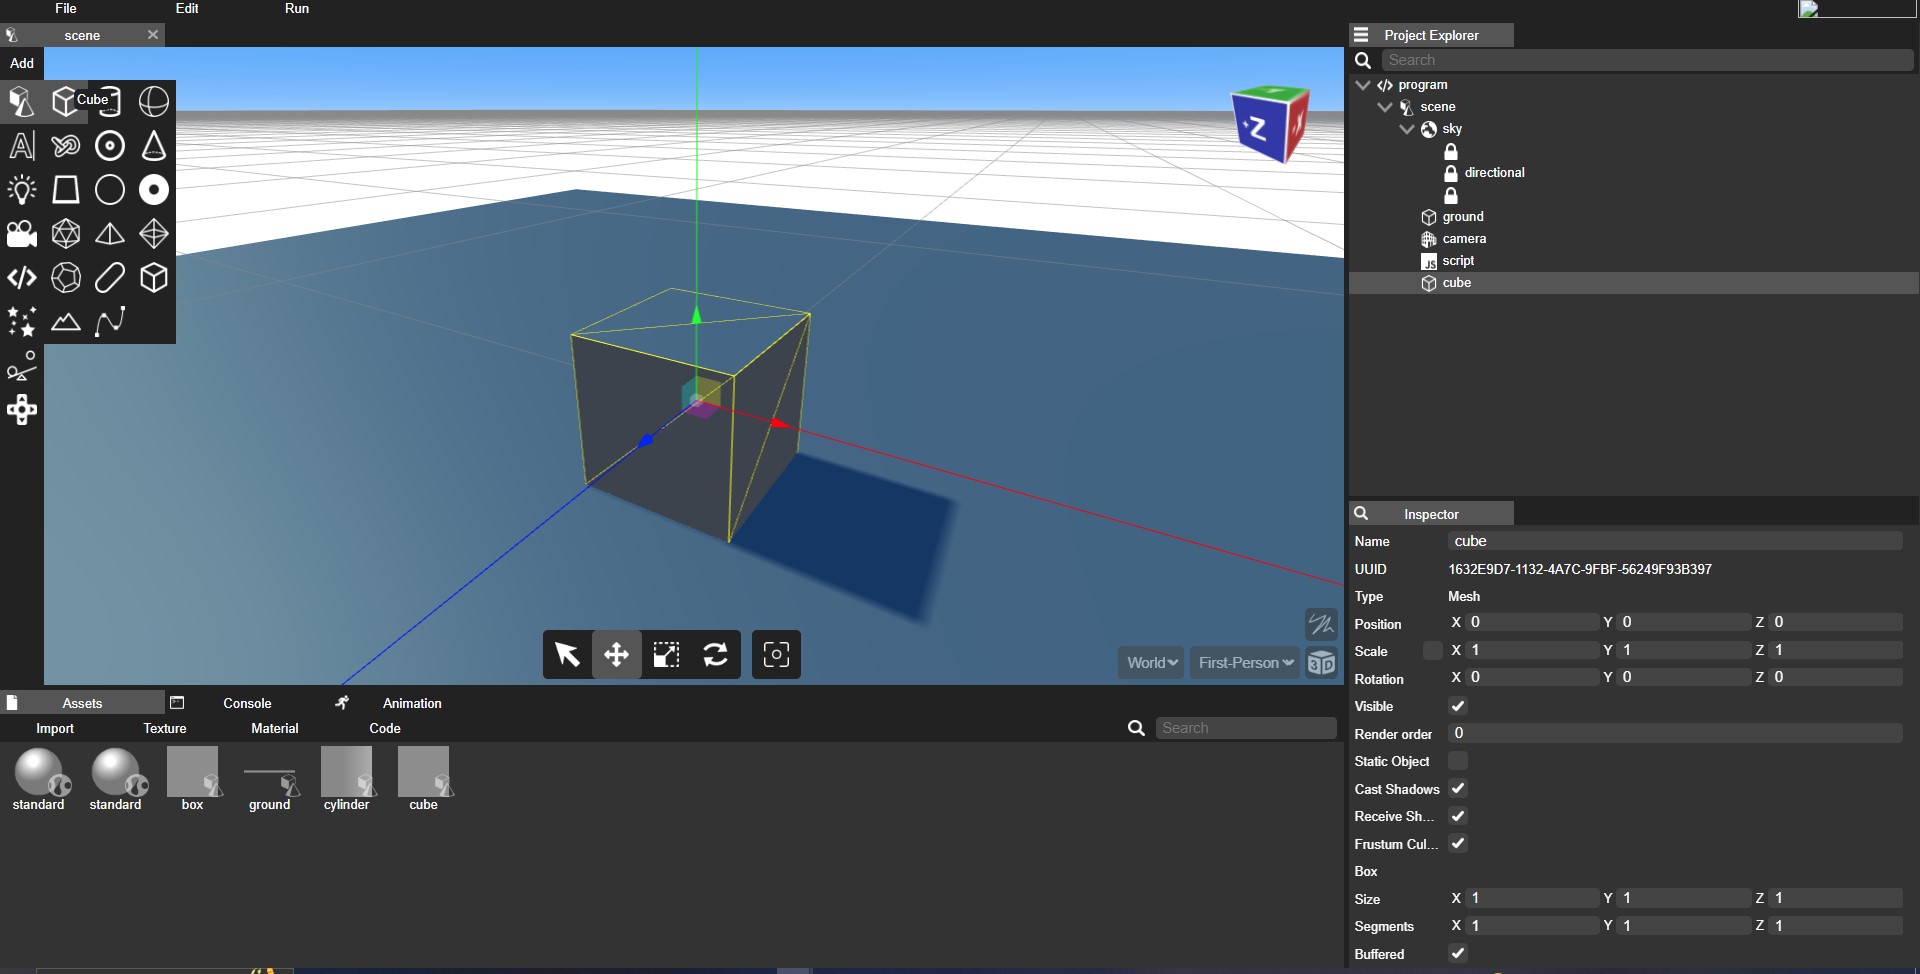 File Edit Run
scene
Add
Cube
Z
World
First-Person
3D
Assets Console Animation
Import Texture Material Code
Search
standard standard box ground cylinder cube
Project Explorer
Search
program
scene
sky
directional
ground
camera
JS script
cube
Inspector
Name cube
UUID 1632E9D7-1132-4A7C-9FBF-56249F93B397
Type Mesh
Position X 0 Y 0 Z 0
Scale X 1 Y 1 Z 1
Rotation X 0 Y 0 Z 0
Visible
Render order 0
Static Object
Cast Shadows
Receive Sh...
Frustum Cul...
Box
Size X 1 Y 1 Z 1
Segments X 1 Y 1 Z 1
Buffered